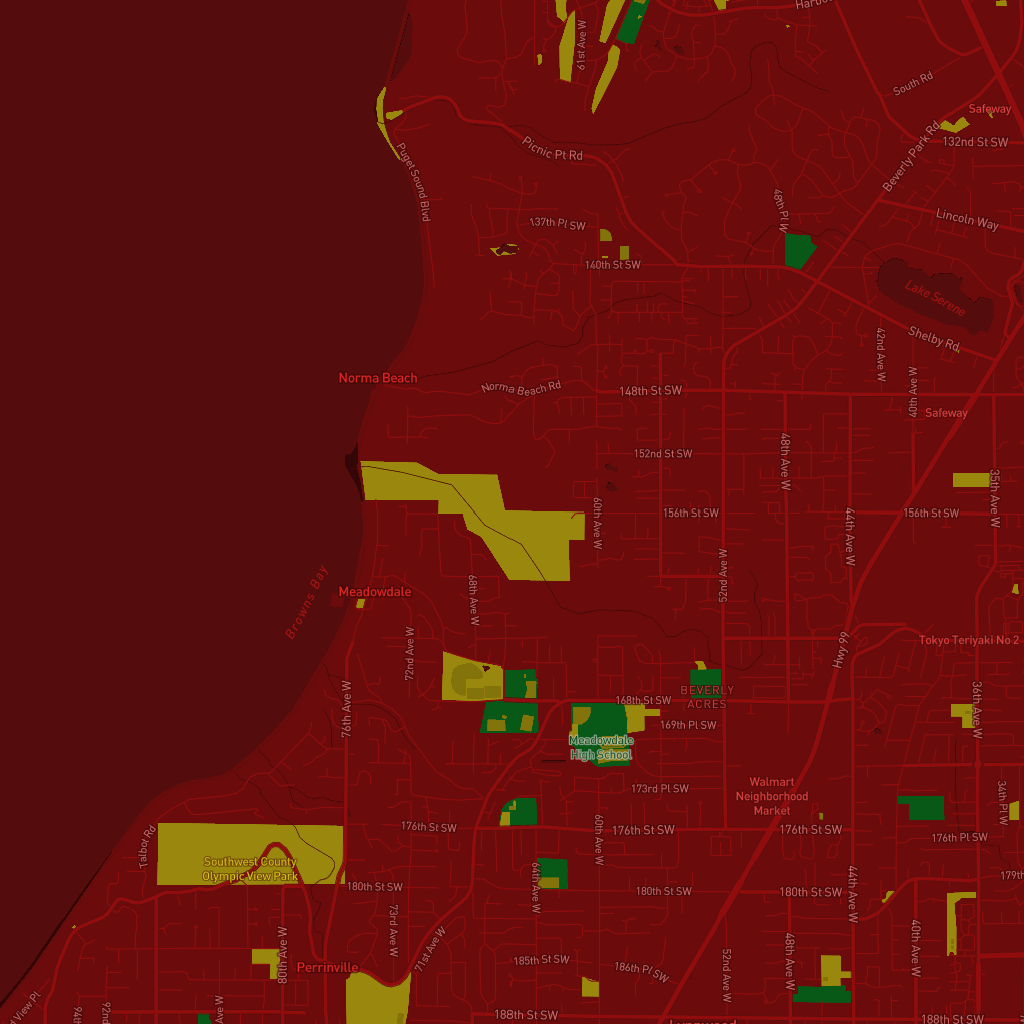 Harbo
61st Ave W
South Rd
Safeway
Beverly Park Rd
132nd St SW
Picnic Pt Rd
Puget Sound Blvd
48th Pl W
Lincoln Way
137th Pl SW
140th St SW
Lake Serene
Shelby Rd
42nd Ave W
40th Ave W
Norma Beach
Norma Beach Rd
148th St SW
Safeway
152nd St SW
48th Ave W
35th Ave W
60th Ave W
156th St SW
44th Ave W
156th St SW
52nd Ave W
Browns Bay
Meadowdale
68th Ave W
72nd Ave W
Hwy 99
Tokyo Teriyaki No 2
76th Ave W
168th St SW
BEVERLY
ACRES
36th Ave W
169th Pl SW
Meadowdale
High School
173rd Pl SW
Walmart
Neighborhood
Market
34th Pl W
Talbot Rd
176th St SW
60th Ave W
176th St SW
176th St SW
176th Pl SW
Southwest County
Olympic View Park
180th St SW
64th Ave W
180th St SW
180th St SW
44th Ave W
179th
73rd Ave W
71st Ave W
80th Ave W
Perrinville
185th St SW
186th Pl SW
52nd Ave W
48th Ave W
40th Ave W
d View Pl
94th
92nd
Ave W
188th St SW
Lynnwood
188th St SW